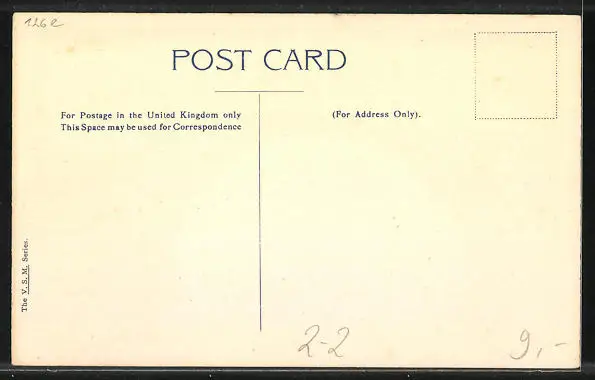 126e
POST CARD
For Postage in the United Kingdom only
This Space may be used for Correspondence
(For Address Only).
The V. S. M. Series.
2-2
9,-